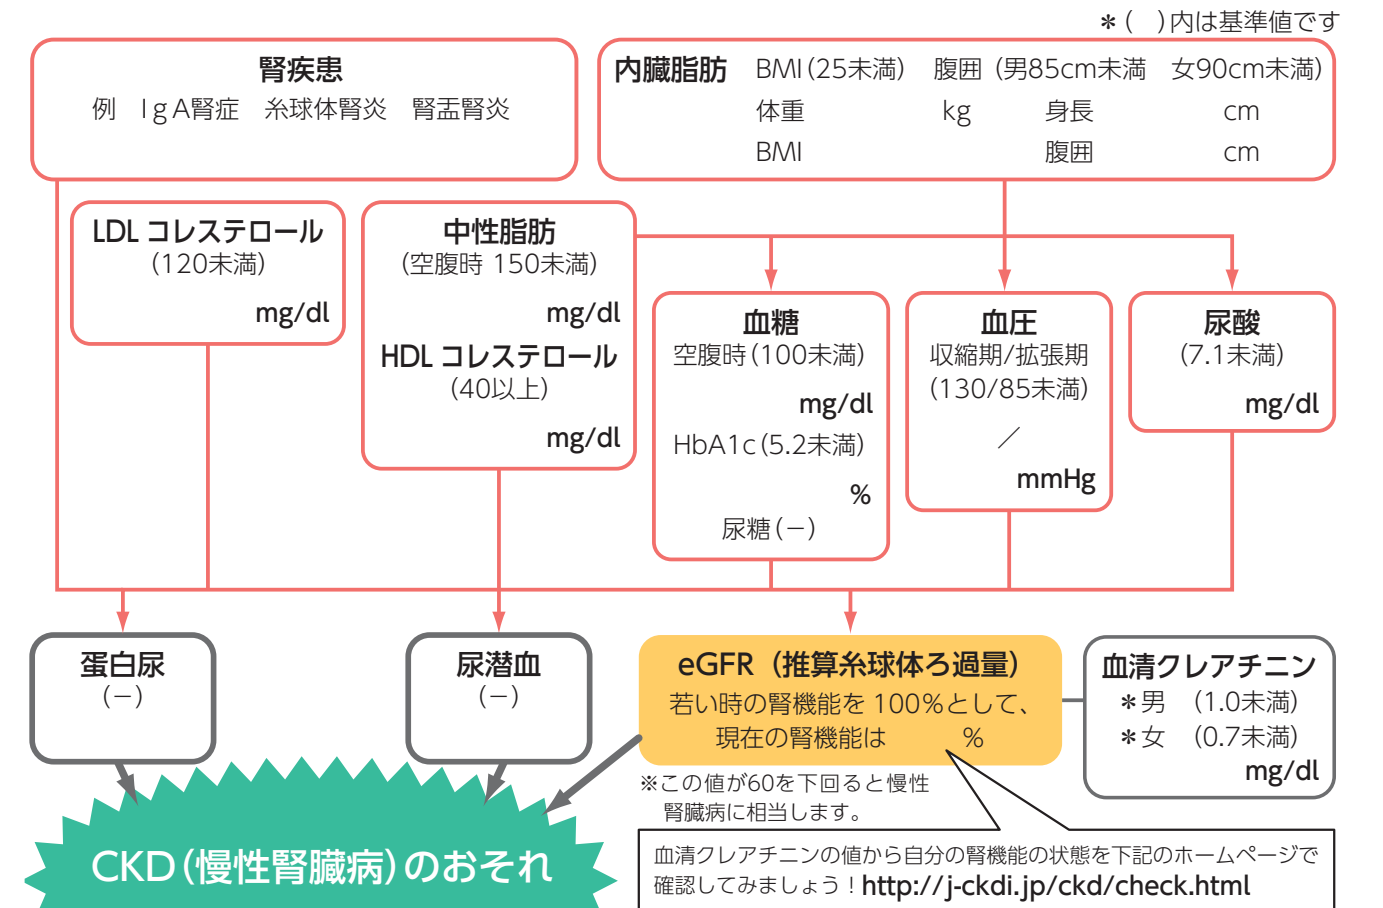 ＊(　)内は基準値です
腎疾患
例　IgA腎症　糸球体腎炎　腎盂腎炎
内臓脂肪　BMI(25未満)　腹囲(男85cm未満　女90cm未満)
体重　kg　身長　cm
BMI　腹囲　cm
LDL コレステロール
(120未満)
mg/dl
中性脂肪
(空腹時 150未満)
mg/dl
HDL コレステロール
(40以上)
mg/dl
血糖
空腹時(100未満)
mg/dl
HbA1c(5.2未満)
%
尿糖(－)
血圧
収縮期/拡張期
(130/85未満)
／
mmHg
尿酸
(7.1未満)
mg/dl
蛋白尿
(－)
尿潜血
(－)
eGFR（推算糸球体ろ過量）
若い時の腎機能を 100%として、
現在の腎機能は　%
血清クレアチニン
＊男　(1.0未満)
＊女　(0.7未満)
mg/dl
※この値が60を下回ると慢性
腎臓病に相当します。
CKD(慢性腎臓病)のおそれ
血清クレアチニンの値から自分の腎機能の状態を下記のホームページで
確認してみましょう！http://j-ckdi.jp/ckd/check.html